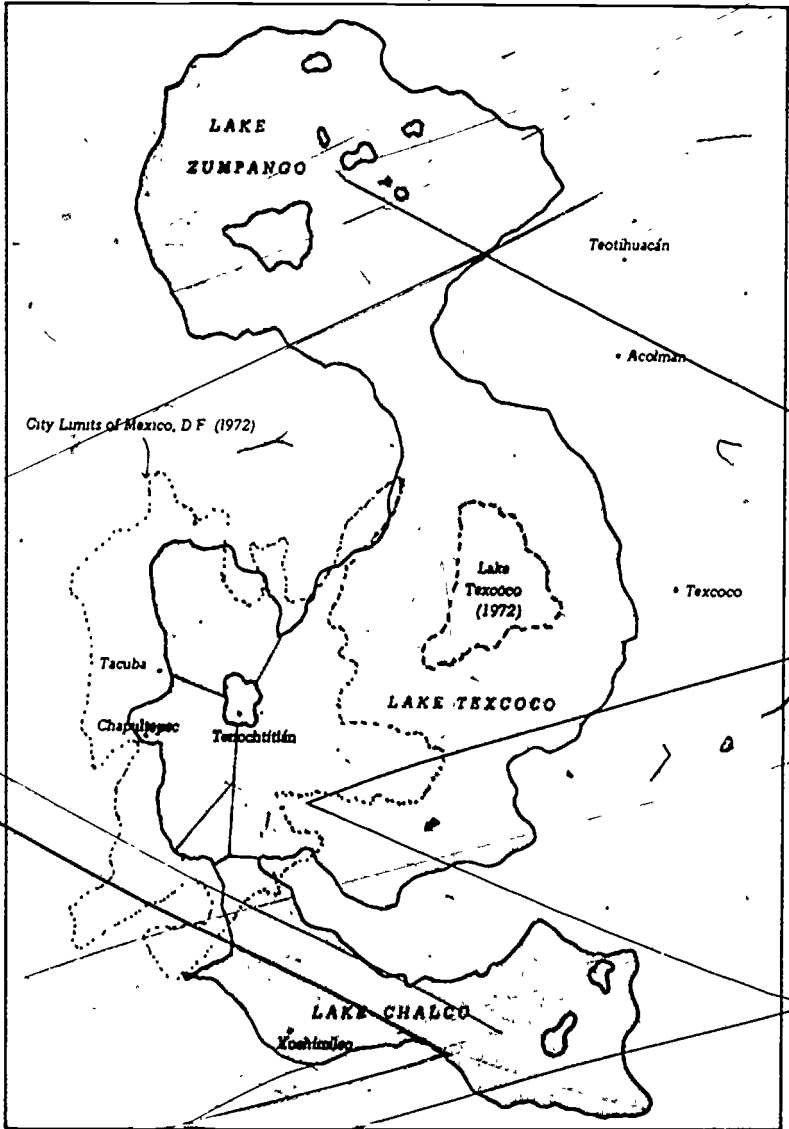 LAKE
ZUMPANGO
Teotihuacán
Acolman
City Limits of Mexico, D F (1972)
Lake
Texcoco
(1972)
Texcoco
Tacuba
LAKE TEXCOCO
Chapultepec
Tenochtitlán
LAKE CHALCO
Xochimilco